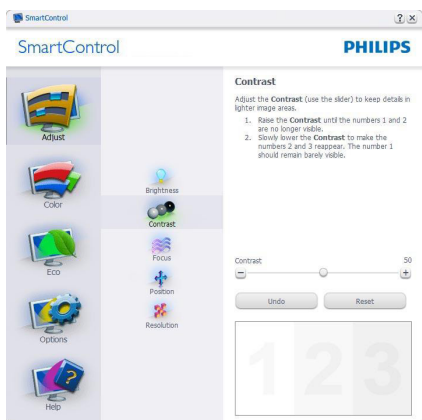 SmartControl
SmartControl
PHILIPS
Adjust
Color
Eco
Options
Help
Brightness
Contrast
Focus
Position
Resolution
Contrast
Adjust the Contrast (use the slider) to keep details in
lighter image areas.
1. Raise the Contrast until the numbers 1 and 2
are no longer visible.
2. Slowly lower the Contrast to make the
numbers 2 and 3 reappear. The number 1
should remain barely visible.
Contrast 50
Undo Reset
1 2 3